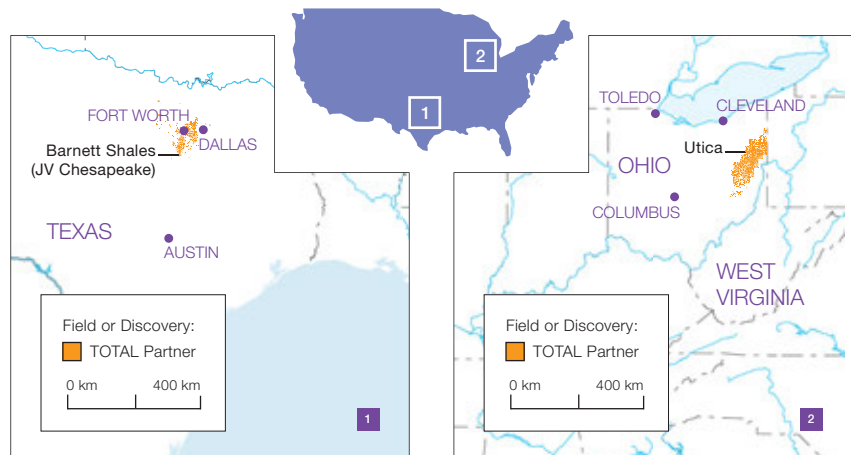 2
1
FORT WORTH
DALLAS
Barnett Shales
(JV Chesapeake)
TEXAS
AUSTIN
Field or Discovery:
TOTAL Partner
0 km 400 km
1
TOLEDO
CLEVELAND
Utica
OHIO
COLUMBUS
WEST
VIRGINIA
Field or Discovery:
TOTAL Partner
0 km 400 km
2